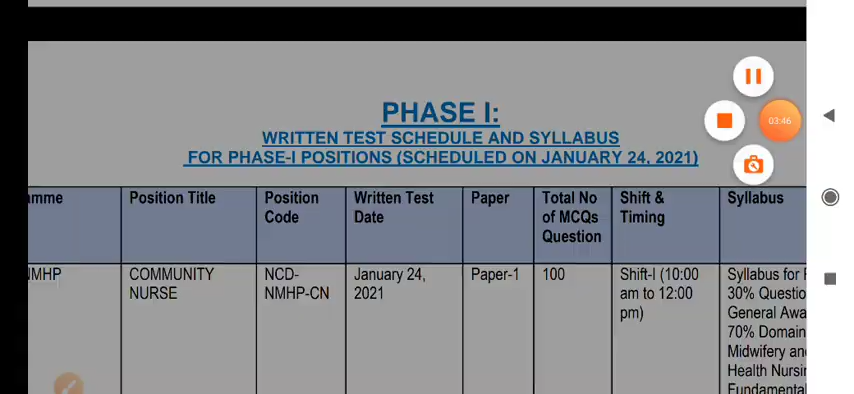 PHASE I:
WRITTEN TEST SCHEDULE AND SYLLABUS
FOR PHASE-I POSITIONS (SCHEDULED ON JANUARY 24, 2021)
03:46
Position Title
Position
Code
Written Test
Date
Paper
Total No
of MCQs
Question
Shift &
Timing
Syllabus
NMHP
COMMUNITY
NURSE
NCD-
NMHP-CN
January 24,
2021
Paper-1
100
Shift-I (10:00
am to 12:00
pm)
Syllabus for
30% Questio
General Awa
70% Domain
Midwifery an
Health Nursi
Fundamental